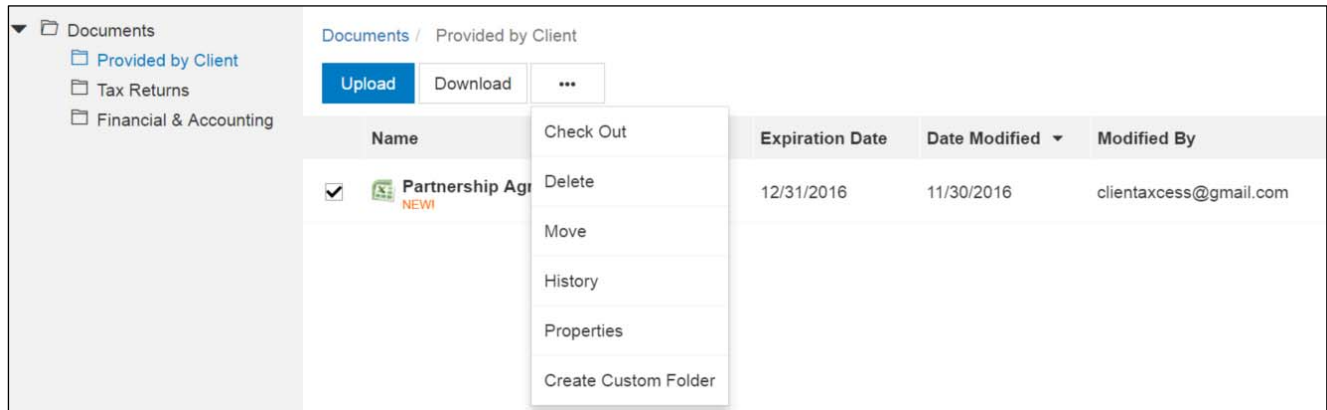 Documents
Provided by Client
Tax Returns
Financial & Accounting
Documents / Provided by Client
Upload Download •••
Name Expiration Date Date Modified Modified By
Partnership Agr 12/31/2016 11/30/2016 clientaxcess@gmail.com
NEW!
Check Out
Delete
Move
History
Properties
Create Custom Folder